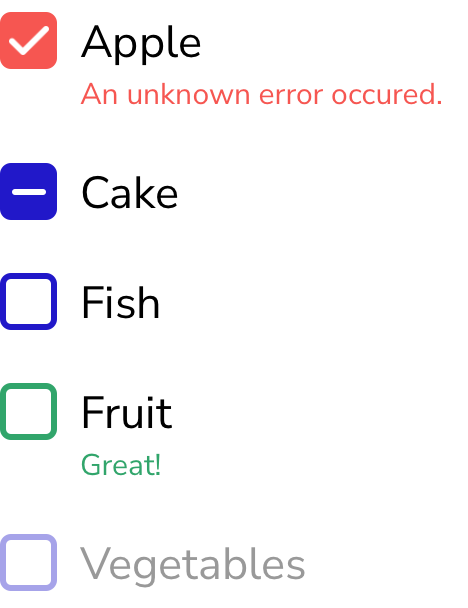 Apple
An unknown error occured.
Cake
Fish
Fruit
Great!
Vegetables